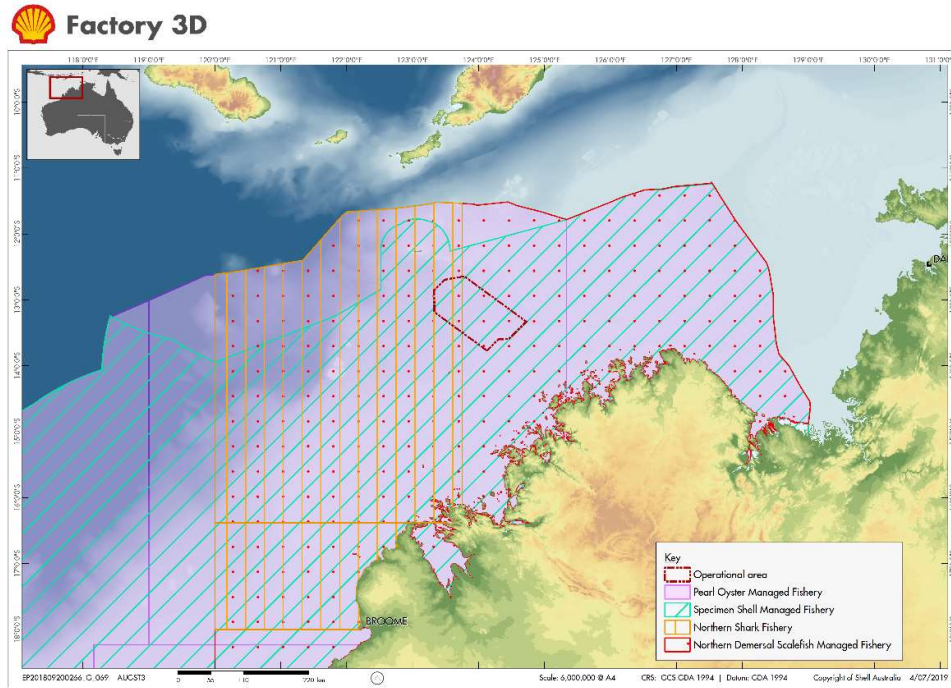 Factory 3D
118°0'0"E 119°0'0"E 120°0'0"E 121°0'0"E 122°0'0"E 123°0'0"E 124°0'0"E 125°0'0"E 126°0'0"E 127°0'0"E 128°0'0"E 129°0'0"E 130°0'0"E
10°0'0"S
11°0'0"S
12°0'0"S
13°0'0"S
14°0'0"S
15°0'0"S
16°0'0"S
17°0'0"S
18°0'0"S
DA
BROOME
Key
Operational area
Pearl Oyster Managed Fishery
Specimen Shell Managed Fishery
Northern Shark Fishery
Northern Demersal Scalefish Managed Fishery
0 110 220 km
Scale: 6,000,000 @ A4 CRS: GCS GDA 1994 | Datum: GDA 1994 Copyright of Shell Australia 4/07/2019